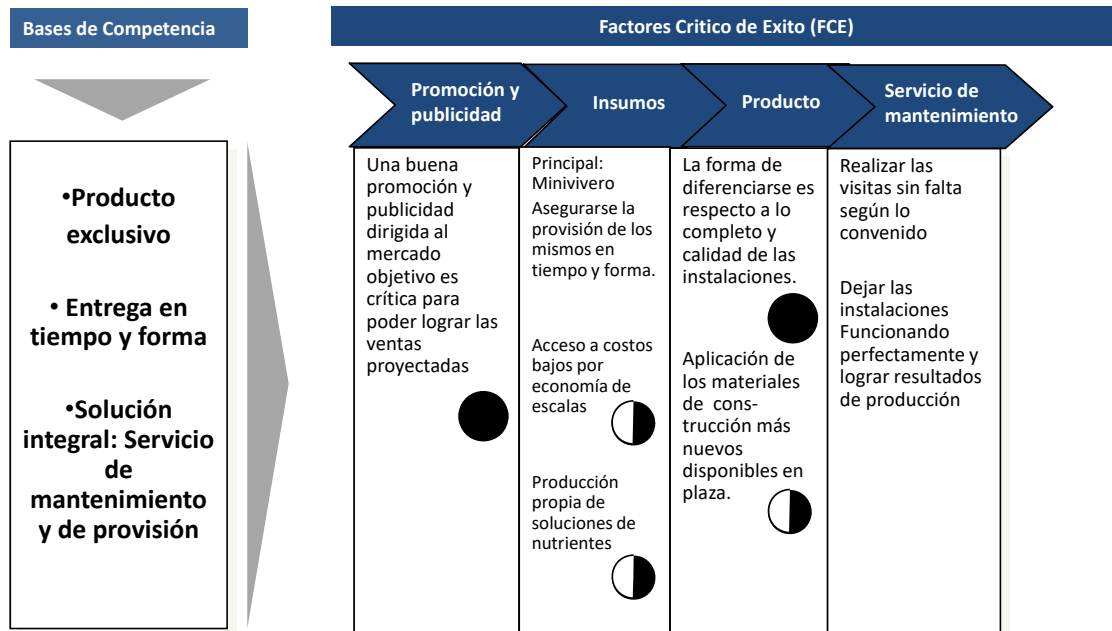 Bases de Competencia
Factores Critico de Exito (FCE)
•Producto
exclusivo
• Entrega en
tiempo y forma
•Solución
integral: Servicio
de
mantenimiento
y de provisión
Promoción y
publicidad
Una buena
promoción y
publicidad
dirigida al
mercado
objetivo es
crítica para
poder lograr las
ventas
proyectadas
Insumos
Principal:
Minivivero
Asegurarse la
provisión de los
mismos en
tiempo y forma.
Acceso a costos
bajos por
economía de
escalas
Producción
propia de
soluciones de
nutrientes
Producto
La forma de
diferenciarse es
respecto a lo
completo y
calidad de las
instalaciones.
Aplicación de
los materiales
de cons-
trucción más
nuevos
disponibles en
plaza.
Servicio de
mantenimiento
Realizar las
visitas sin falta
según lo
convenido
Dejar las
instalaciones
Funcionando
perfectamente y
lograr resultados
de producción